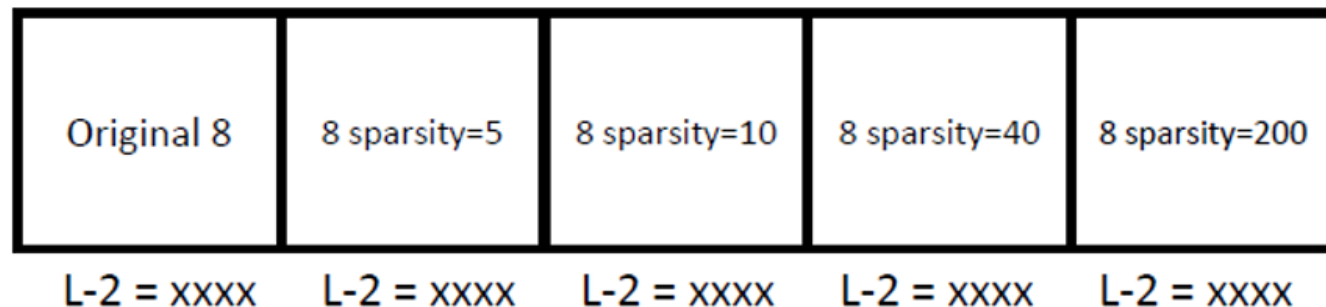 Original 8 8 sparsity=5 8 sparsity=10 8 sparsity=40 8 sparsity=200
L-2 = xxxx L-2 = xxxx L-2 = xxxx L-2 = xxxx L-2 = xxxx